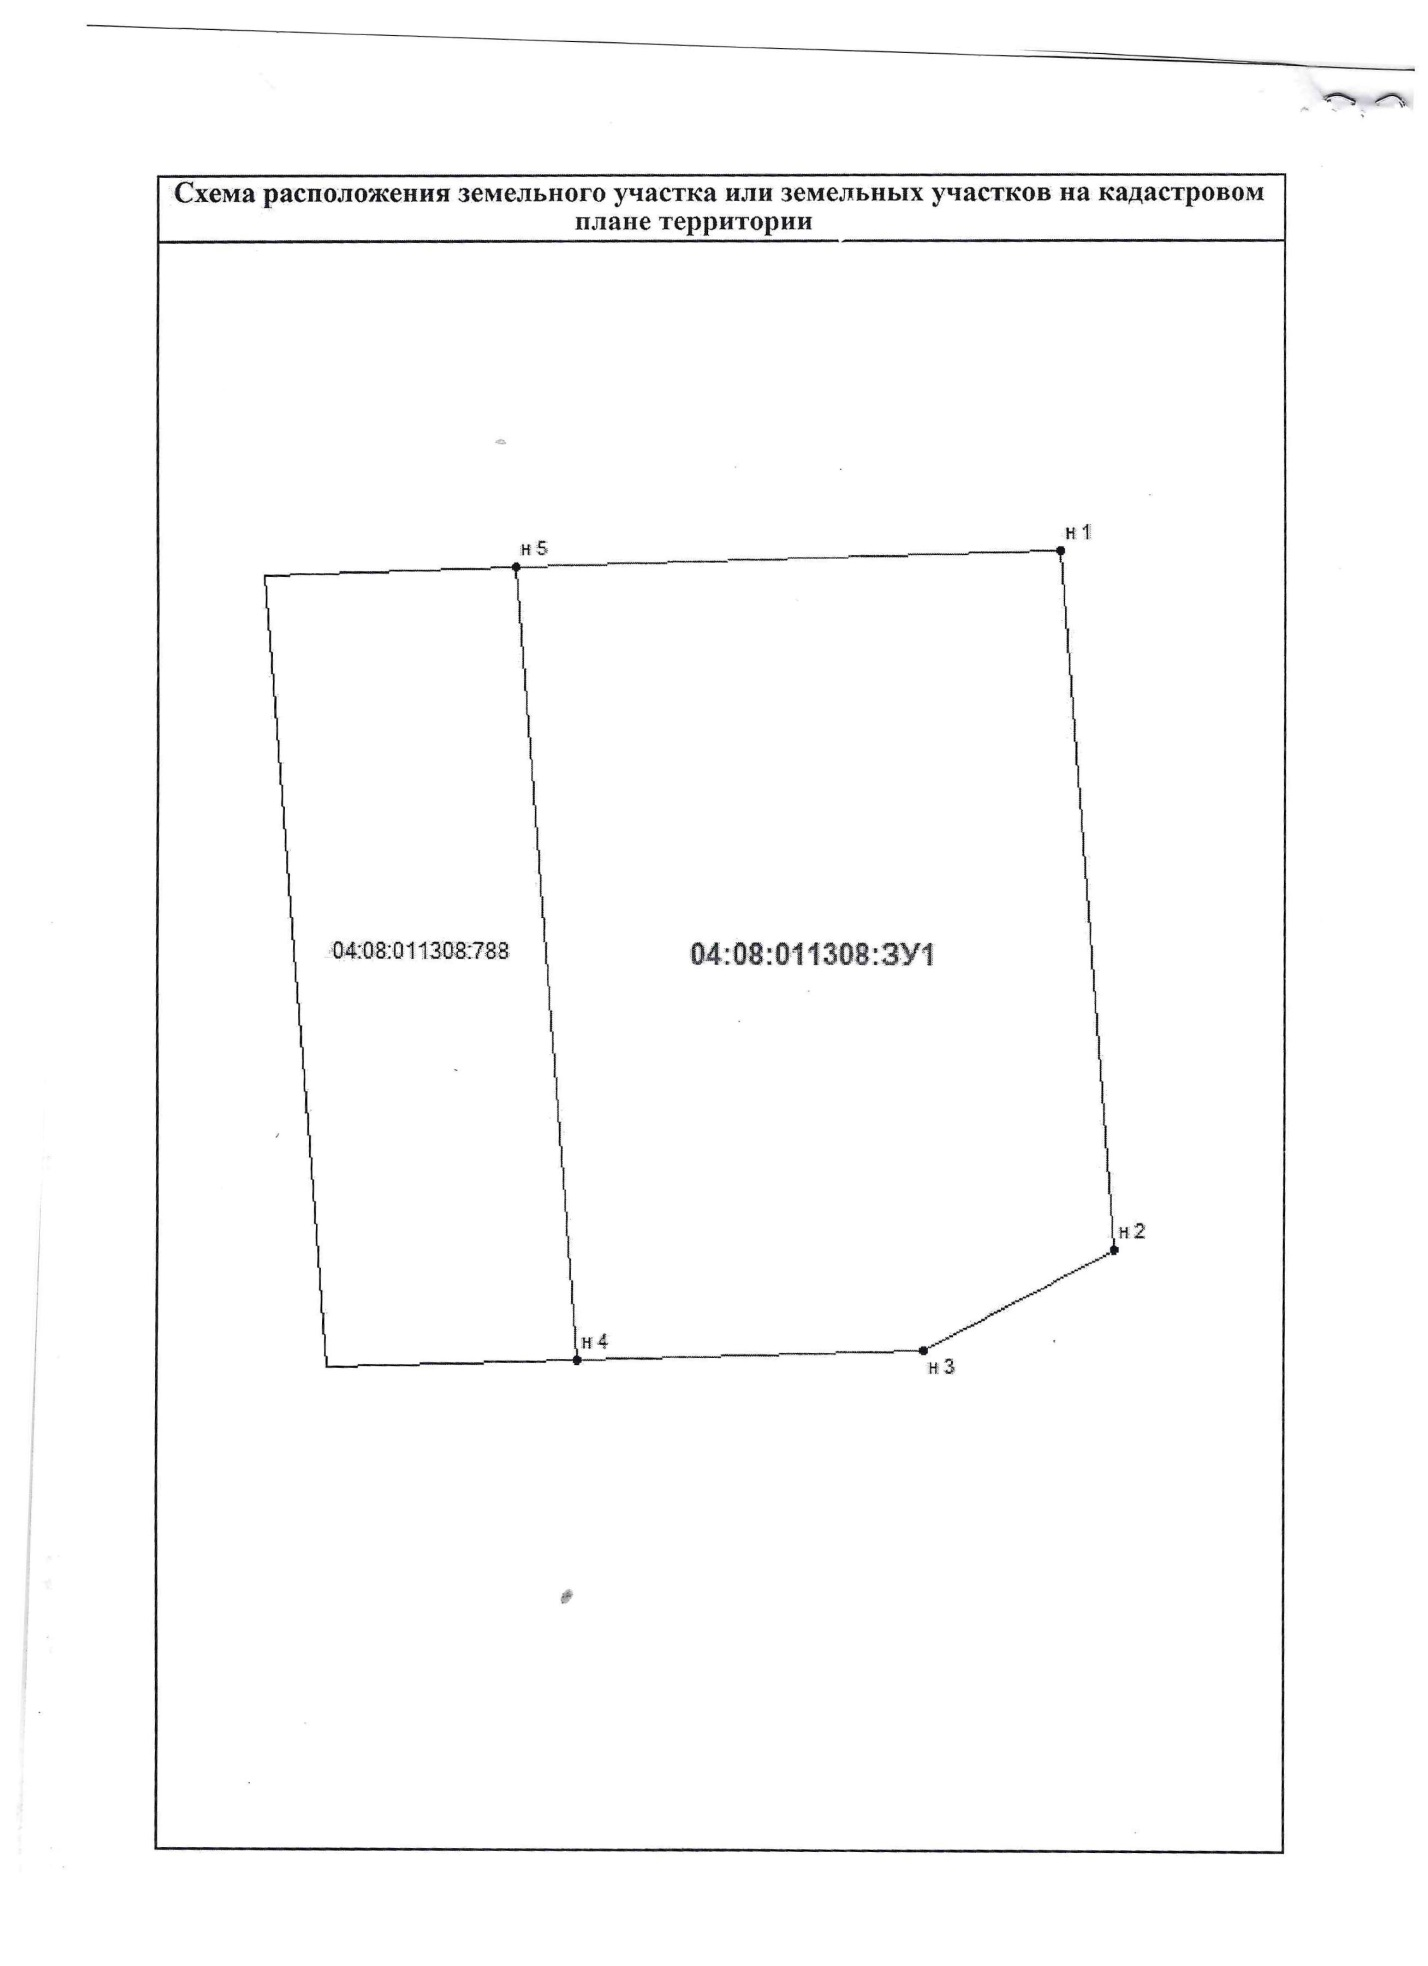 Схема расположения земельного участка или земельных участков на кадастровом
плане территории
н 1
н 5
04:08:011308:788
04:08:011308:ЗУ1
н 2
н 4
н 3